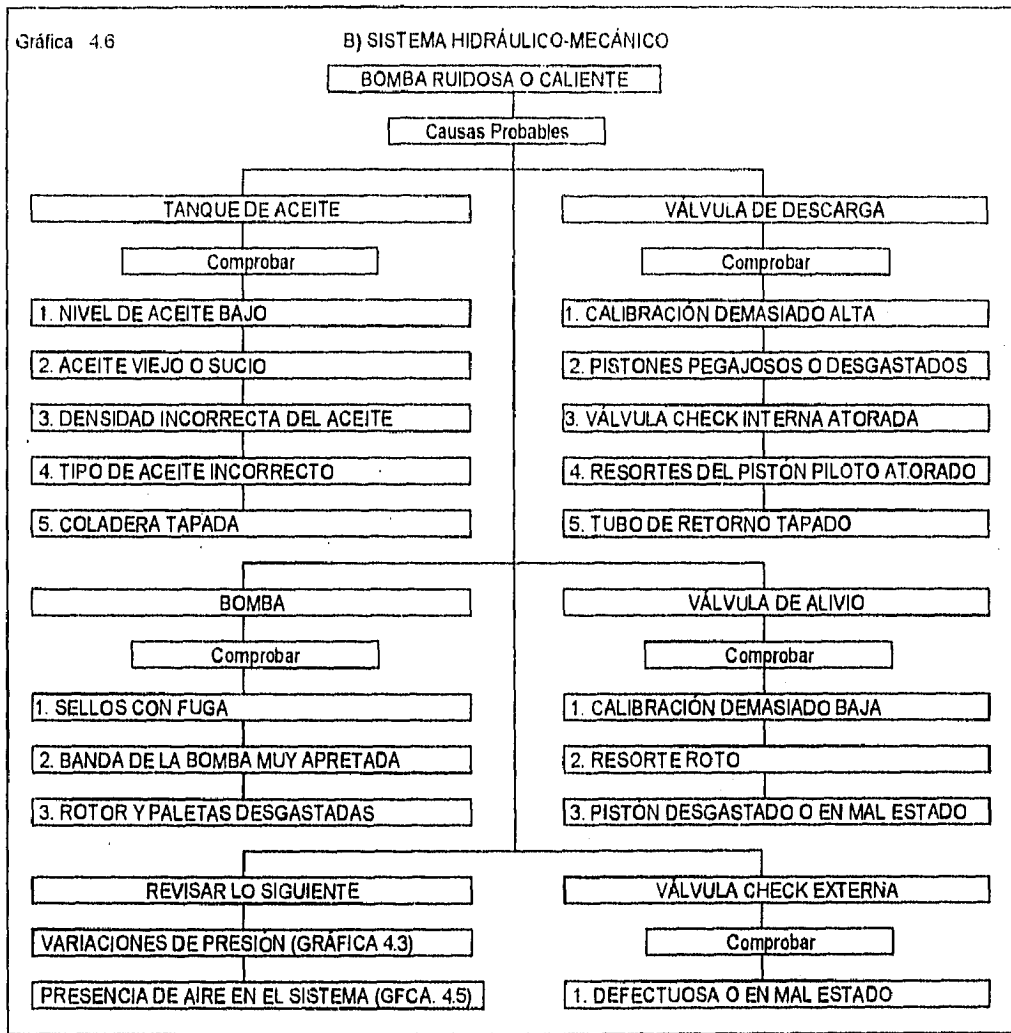 Gráfica 4.6
B) SISTEMA HIDRÁULICO-MECÁNICO
BOMBA RUIDOSA O CALIENTE
Causas Probables
TANQUE DE ACEITE
Comprobar
1. NIVEL DE ACEITE BAJO
2. ACEITE VIEJO O SUCIO
3. DENSIDAD INCORRECTA DEL ACEITE
4. TIPO DE ACEITE INCORRECTO
5. COLADERA TAPADA
VÁLVULA DE DESCARGA
Comprobar
1. CALIBRACIÓN DEMASIADO ALTA
2. PISTONES PEGAJOSOS O DESGASTADOS
3. VÁLVULA CHECK INTERNA ATORADA
4. RESORTES DEL PISTÓN PILOTO ATORADO
5. TUBO DE RETORNO TAPADO
BOMBA
Comprobar
1. SELLOS CON FUGA
2. BANDA DE LA BOMBA MUY APRETADA
3. ROTOR Y PALETAS DESGASTADAS
VÁLVULA DE ALIVIO
Comprobar
1. CALIBRACIÓN DEMASIADO BAJA
2. RESORTE ROTO
3. PISTÓN DESGASTADO O EN MAL ESTADO
REVISAR LO SIGUIENTE
VARIACIONES DE PRESIÓN (GRÁFICA 4.3)
PRESENCIA DE AIRE EN EL SISTEMA (GFCA. 4.5)
VÁLVULA CHECK EXTERNA
Comprobar
1. DEFECTUOSA O EN MAL ESTADO